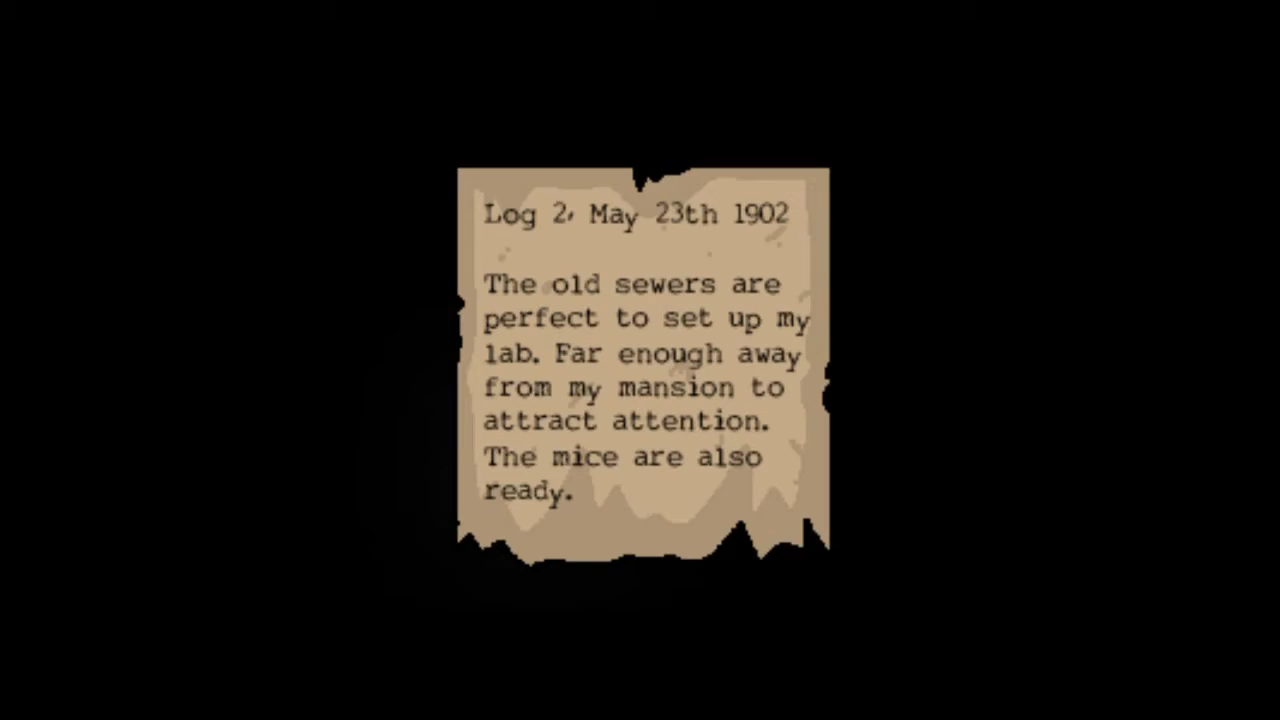 Log 2, May 23th 1902
The old sewers are
perfect to set up my
lab. Far enough away
from my mansion to
attract attention.
The mice are also
ready.